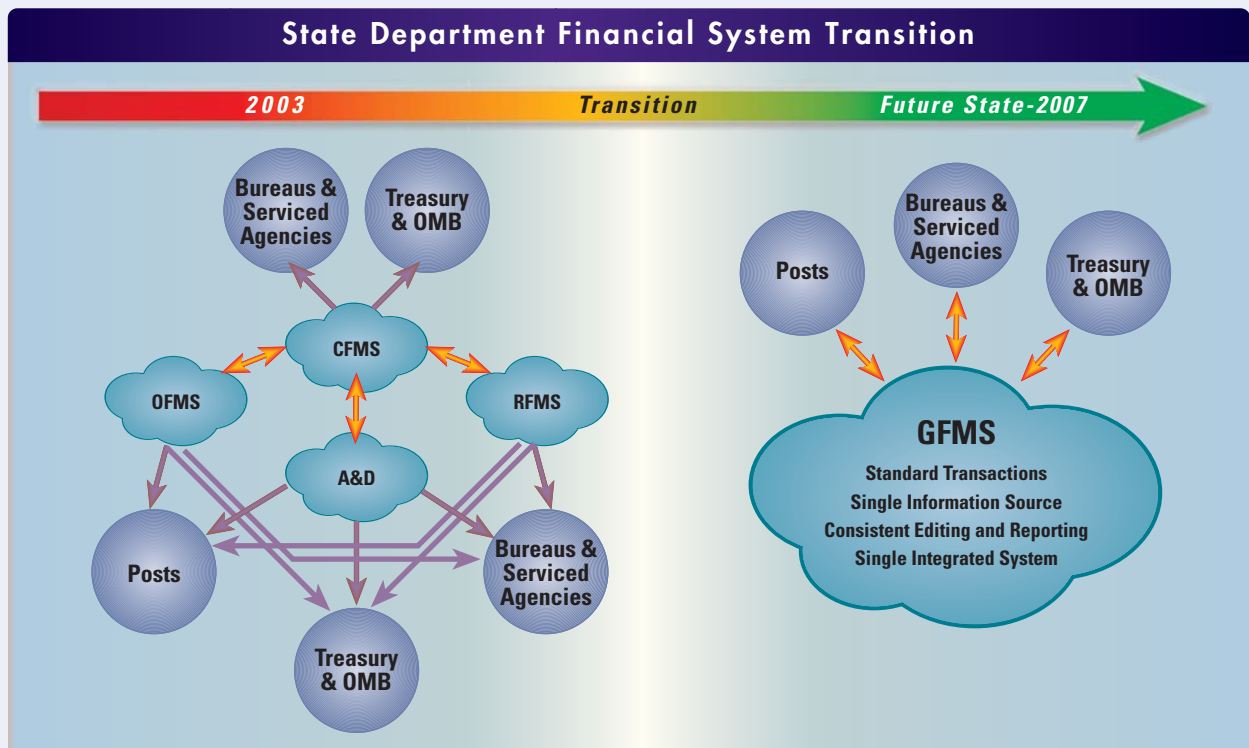 State Department Financial System Transition
2003
Transition
Future State-2007
Bureaus &
Serviced
Agencies
Treasury
& OMB
CFMS
OFMS
RFMS
A&D
Posts
Bureaus &
Serviced
Agencies
Treasury
& OMB
Posts
Bureaus &
Serviced
Agencies
Treasury
& OMB
GFMS
Standard Transactions
Single Information Source
Consistent Editing and Reporting
Single Integrated System